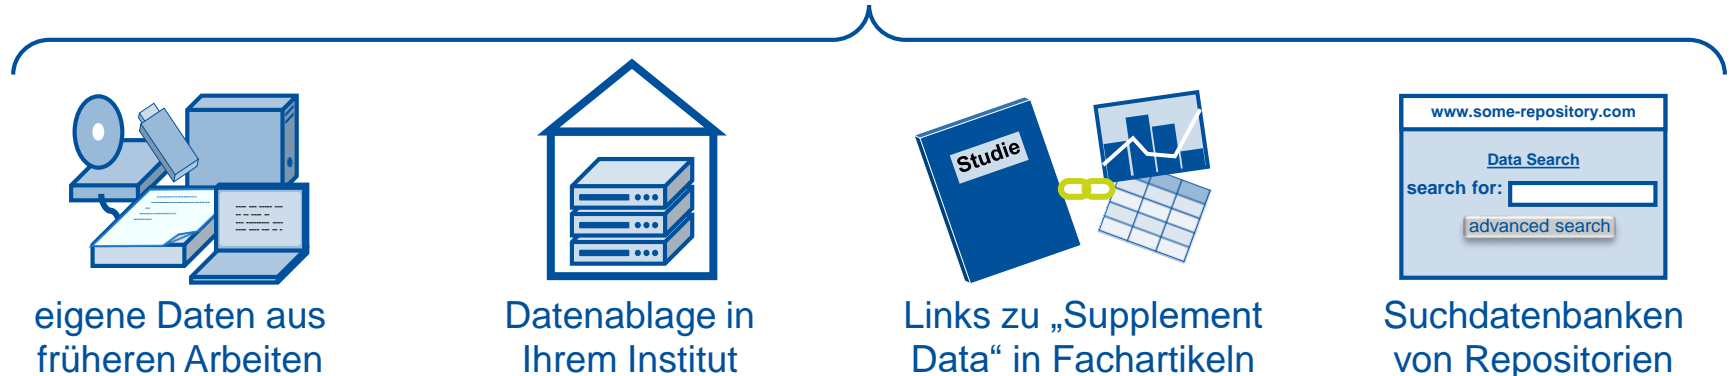 Studie
www.some-repository.com
Data Search
search for:
advanced search
eigene Daten aus
früheren Arbeiten
Datenablage in
Ihrem Institut
Links zu „Supplement
Data“ in Fachartikeln
Suchdatenbanken
von Repositorien